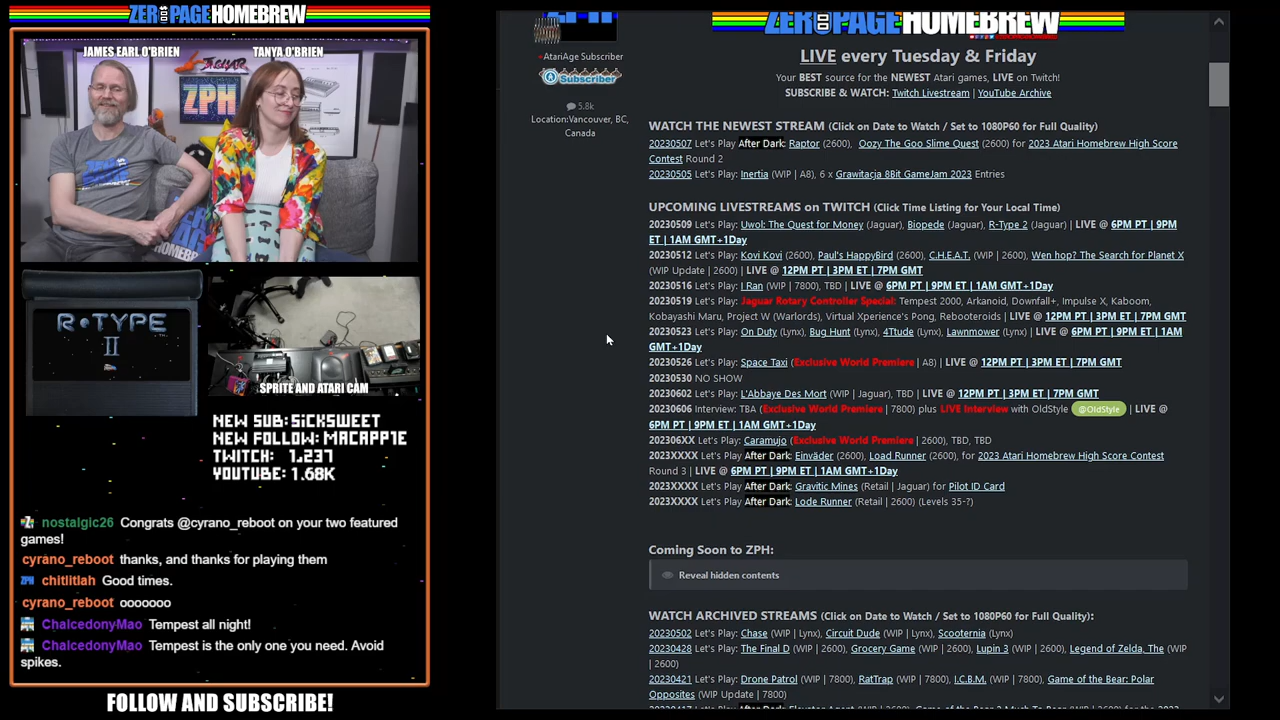 ZEROPAGE HOMEBREW
JAMES EARL O'BRIEN
TANYA O'BRIEN
JAGUAR
ZPH
HOMEBREW
R-TYPE
II
SPRITE AND ATARI CAM
NEW SUB: SICKSWEET
NEW FOLLOW: MACAPP1E
TWITCH: 1,237
YOUTUBE: 1.68K
nostalgic26 Congrats @cyrano_reboot on your two featured
games!
cyrano_reboot thanks, and thanks for playing them
ZPH chitlitlah Good times.
cyrano_reboot ooooooo
ChalcedonyMao Tempest all night!
ChalcedonyMao Tempest is the only one you need. Avoid
spikes.
FOLLOW AND SUBSCRIBE!
ZPH
AtariAge Subscriber
Subscriber
5.8k
Location:Vancouver, BC,
Canada
ZEROPAGE HOMEBREW
LIVE every Tuesday & Friday
Your BEST source for the NEWEST Atari games, LIVE on Twitch!
SUBSCRIBE & WATCH: Twitch Livestream | YouTube Archive
WATCH THE NEWEST STREAM (Click on Date to Watch / Set to 1080P60 for Full Quality)
20230507 Let's Play After Dark: Raptor (2600), Oozy The Goo Slime Quest (2600) for 2023 Atari Homebrew High Score
Contest Round 2
20230505 Let's Play: Inertia (WIP | A8), 6 x Grawitacja 8Bit GameJam 2023 Entries
UPCOMING LIVESTREAMS on TWITCH (Click Time Listing for Your Local Time)
20230509 Let's Play: Uwol: The Quest for Money (Jaguar), Biopede (Jaguar), R-Type 2 (Jaguar) | LIVE @ 6PM PT | 9PM
ET | 1AM GMT+1Day
20230512 Let's Play: Kovi Kovi (2600), Paul's HappyBird (2600), C.H.E.A.T. (WIP | 2600), Wen hop? The Search for Planet X
(WIP Update | 2600) | LIVE @ 12PM PT | 3PM ET | 7PM GMT
20230516 Let's Play: I Ran (WIP | 7800), TBD | LIVE @ 6PM PT | 9PM ET | 1AM GMT+1Day
20230519 Let's Play: Jaguar Rotary Controller Special: Tempest 2000, Arkanoid, Downfall+, Impulse X, Kaboom,
Kobayashi Maru, Project W (Warlords), Virtual Xperience's Pong, Rebooteroids | LIVE @ 12PM PT | 3PM ET | 7PM GMT
20230523 Let's Play: On Duty (Lynx), Bug Hunt (Lynx), 4Ttude (Lynx), Lawnmower (Lynx) | LIVE @ 6PM PT | 9PM ET | 1AM
GMT+1Day
20230526 Let's Play: Space Taxi (Exclusive World Premiere | A8) | LIVE @ 12PM PT | 3PM ET | 7PM GMT
20230530 NO SHOW
20230602 Let's Play: L'Abbaye Des Mort (WIP | Jaguar), TBD | LIVE @ 12PM PT | 3PM ET | 7PM GMT
20230606 Interview: TBA (Exclusive World Premiere | 7800) plus LIVE Interview with OldStyle @OldStyle | LIVE @
6PM PT | 9PM ET | 1AM GMT+1Day
202306XX Let's Play: Caramujo (Exclusive World Premiere | 2600), TBD, TBD
2023XXXX Let's Play After Dark: Einväder (2600), Load Runner (2600), for 2023 Atari Homebrew High Score Contest
Round 3 | LIVE @ 6PM PT | 9PM ET | 1AM GMT+1Day
2023XXXX Let's Play After Dark: Gravitic Mines (Retail | Jaguar) for Pilot ID Card
2023XXXX Let's Play After Dark: Lode Runner (Retail | 2600) (Levels 35-?)
Coming Soon to ZPH:
Reveal hidden contents
WATCH ARCHIVED STREAMS (Click on Date to Watch / Set to 1080P60 for Full Quality):
20230502 Let's Play: Chase (WIP | Lynx), Circuit Dude (WIP | Lynx), Scooternia (Lynx)
20230428 Let's Play: The Final D (WIP | 2600), Grocery Game (WIP | 2600), Lupin 3 (WIP | 2600), Legend of Zelda, The (WIP
| 2600)
20230421 Let's Play: Drone Patrol (WIP | 7800), RatTrap (WIP | 7800), I.C.B.M. (WIP | 7800), Game of the Bear: Polar
Opposites (WIP Update | 7800)